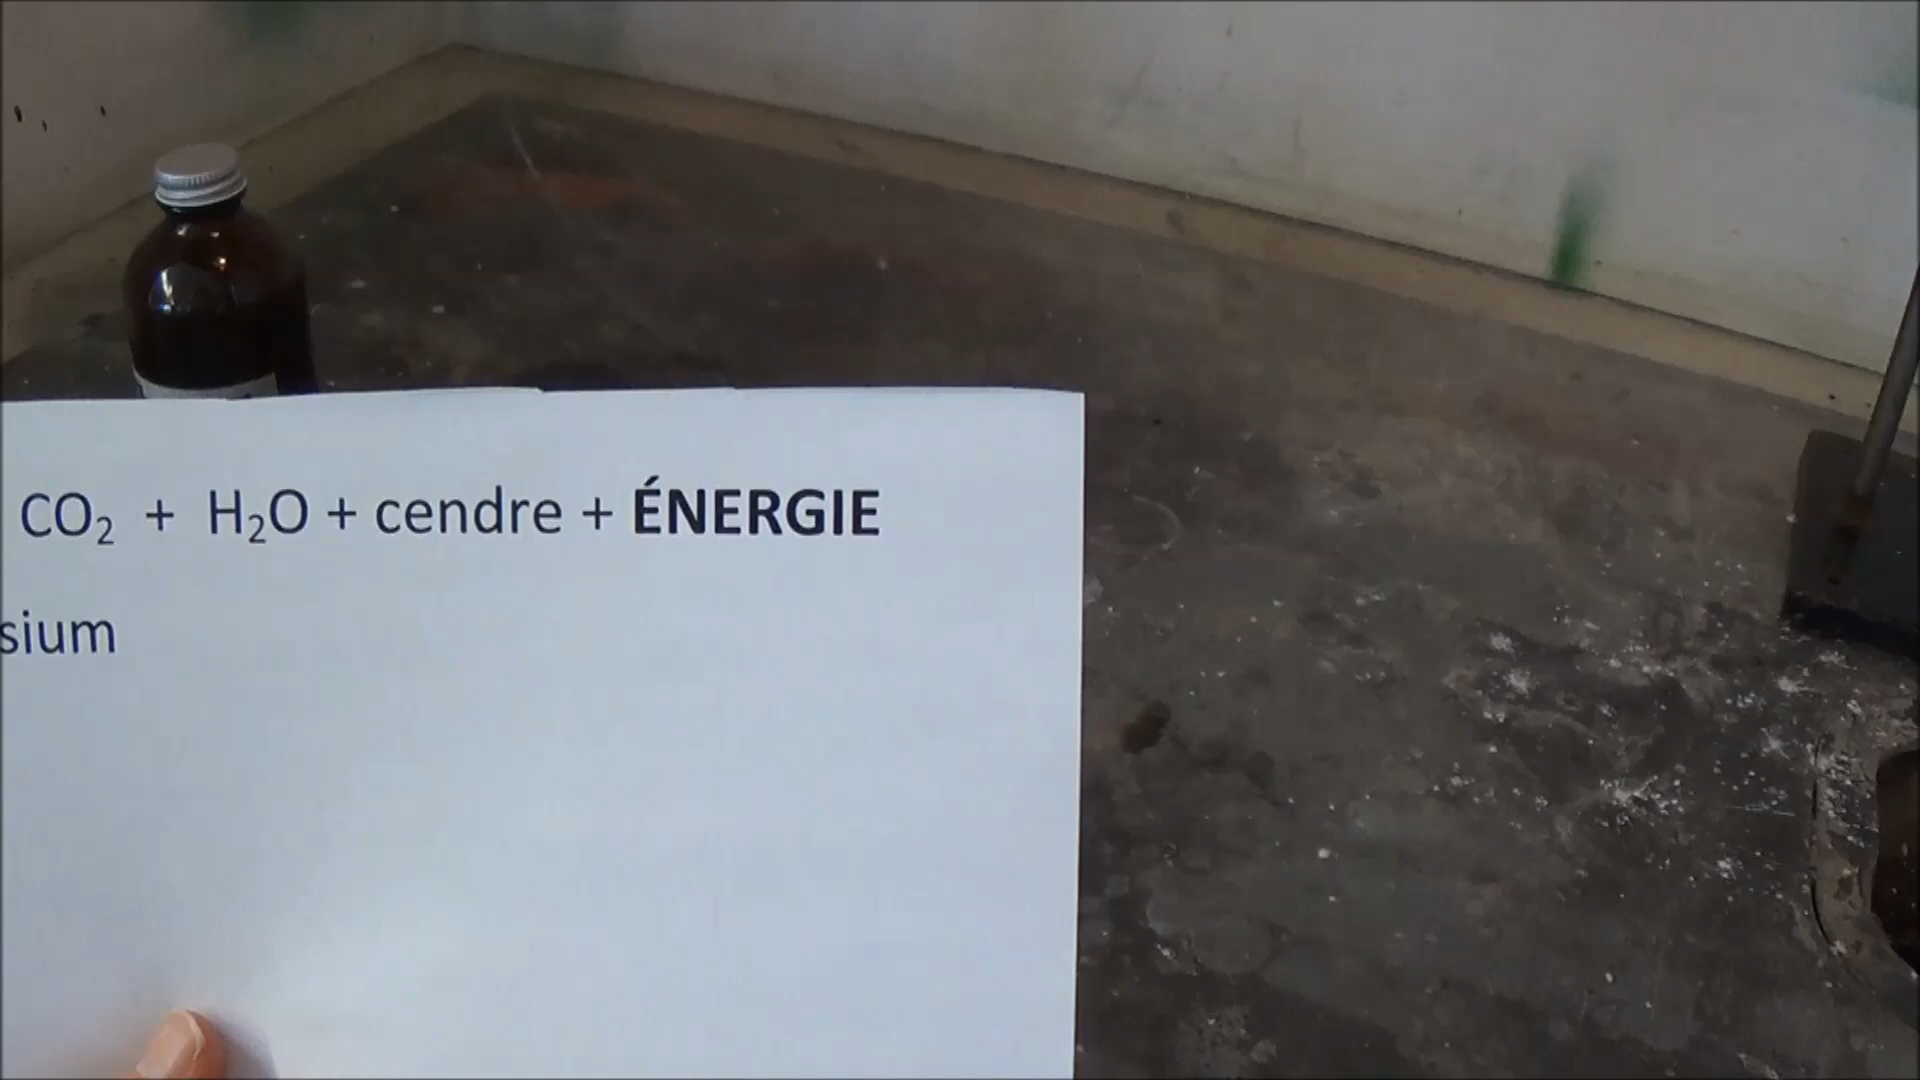 CO₂ + H₂O + cendre + ÉNERGIE
sium